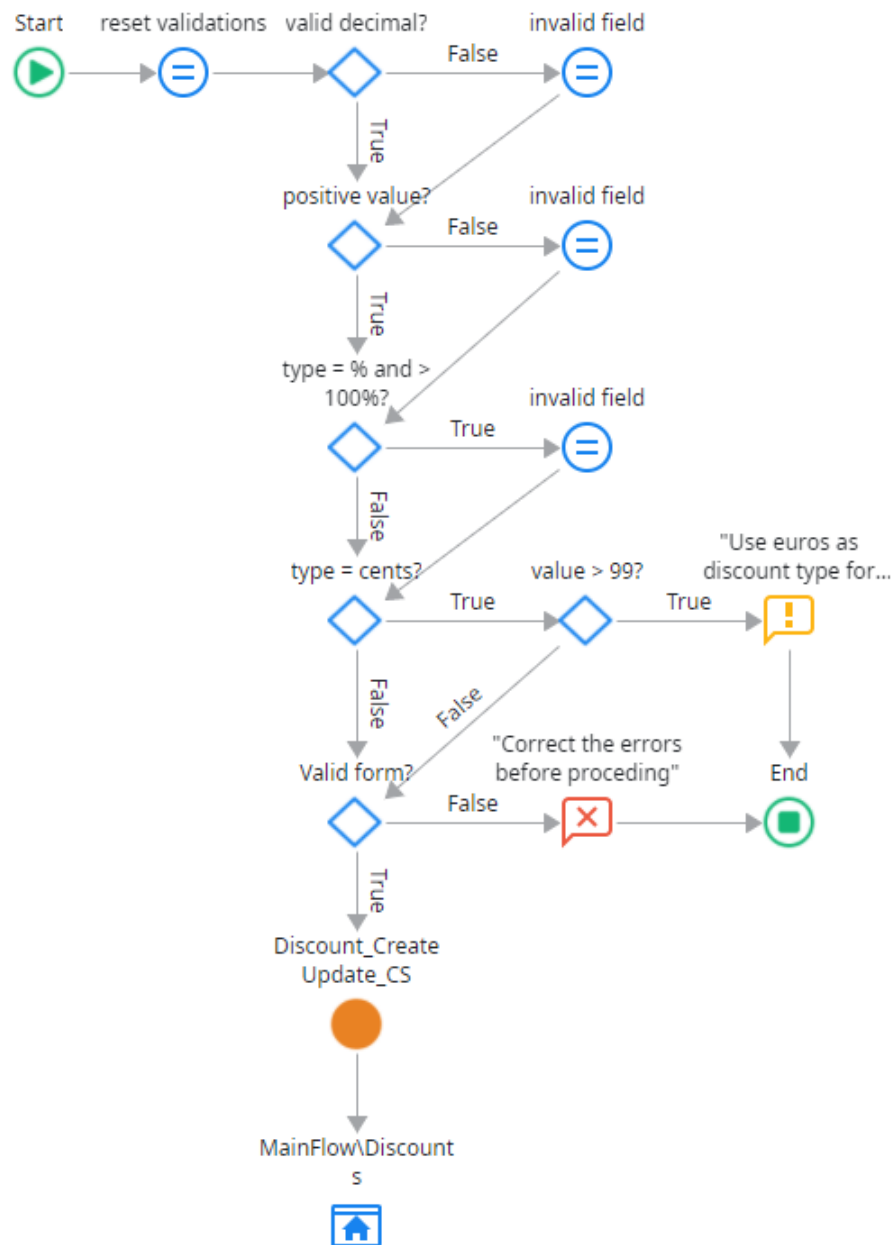 Start
reset validations
valid decimal?
False
invalid field
True
positive value?
False
invalid field
True
type = % and >
100%?
True
invalid field
False
type = cents?
True
value > 99?
True
"Use euros as
discount type for...
False
False
Valid form?
False
"Correct the errors
before proceding"
End
True
Discount_Create
Update_CS
MainFlow\Discount
s